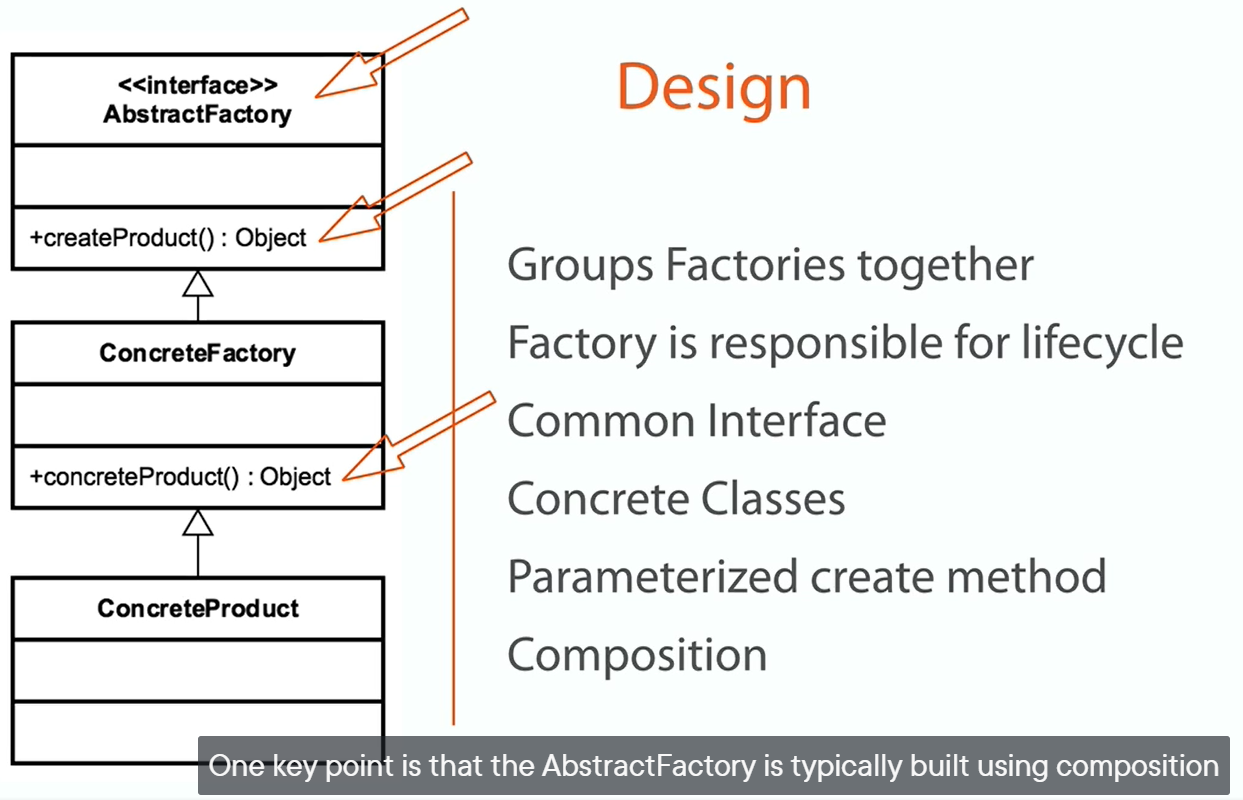 <<interface>>
AbstractFactory
+createProduct() : Object
ConcreteFactory
+concreteProduct() : Object
ConcreteProduct
Design
Groups Factories together
Factory is responsible for lifecycle
Common Interface
Concrete Classes
Parameterized create method
Composition
One key point is that the AbstractFactory is typically built using composition